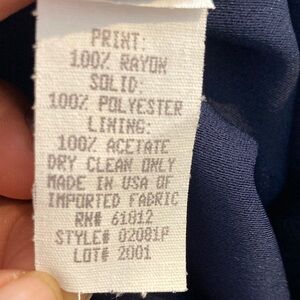 PRINT:
100% RAYON
SOLID:
100% POLYESTER
LINING:
100% ACETATE
DRY CLEAN ONLY
MADE IN USA OF
IMPORTED FABRIC
RN# 61812
STYLE# 02081P
LOT# 2001